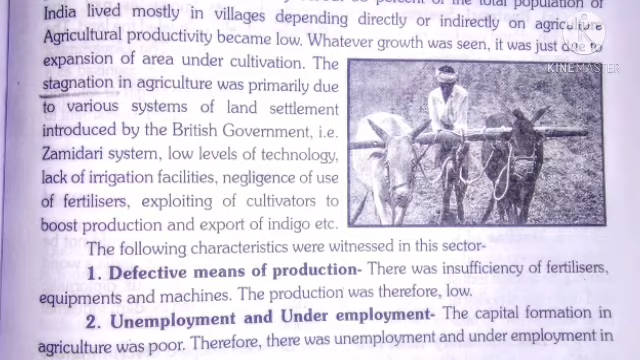 of the total population of
India lived mostly in villages depending directly or indirectly on agriculture
Agricultural productivity became low. Whatever growth was seen, it was just due to
expansion of area under cultivation. The
stagnation in agriculture was primarily due
to various systems of land settlement
introduced by the British Government, i.e.
Zamidari system, low levels of technology,
lack of irrigation facilities, negligence of use
of fertilisers, exploiting of cultivators to
boost production and export of indigo etc.
The following characteristics were witnessed in this sector-
1. Defective means of production- There was insufficiency of fertilisers,
equipments and machines. The production was therefore, low.
2. Unemployment and Under employment- The capital formation in
agriculture was poor. Therefore, there was unemployment and under employment in
KINEMASTER